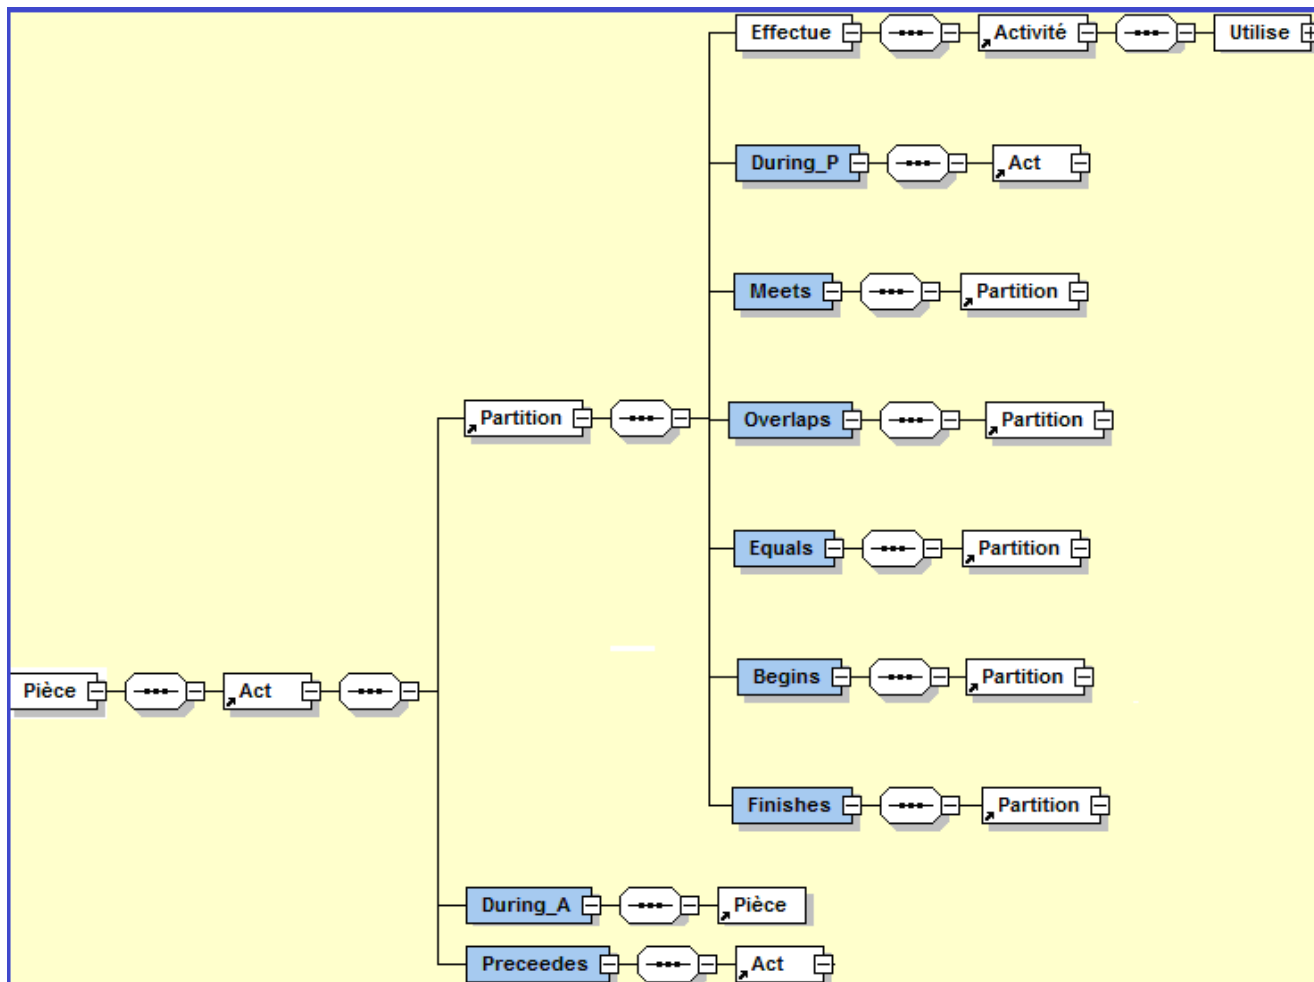 Effectue Activité Utilise
During_P Act
Meets Partition
Partition Overlaps Partition
Equals Partition
Pièce Act Begins Partition
Finishes Partition
During_A Pièce
Preceedes Act